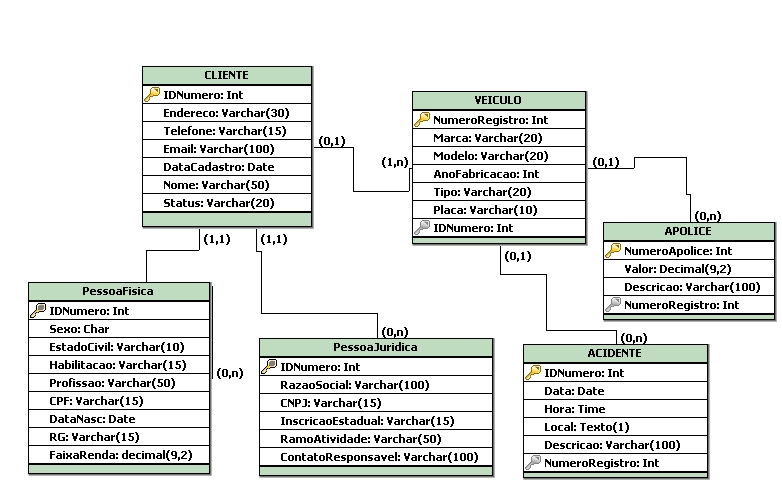 CLIENTE
IDNumero: Int
Endereco: Varchar(30)
Telefone: Varchar(15)
Email: Varchar(100)
DataCadastro: Date
Nome: Varchar(50)
Status: Varchar(20)
(0,1)
(1,n)
(1,1)
(1,1)
VEICULO
NumeroRegistro: Int
Marca: Varchar(20)
Modelo: Varchar(20)
AnoFabricacao: Int
Tipo: Varchar(20)
Placa: Varchar(10)
IDNumero: Int
(0,1)
(0,n)
(0,1)
(0,n)
APOLICE
NumeroApolice: Int
Valor: Decimal(9,2)
Descricao: Varchar(100)
NumeroRegistro: Int
PessoaFisica
IDNumero: Int
Sexo: Char
EstadoCivil: Varchar(10)
Habilitacao: Varchar(15)
Profissao: Varchar(50)
CPF: Varchar(15)
DataNasc: Date
RG: Varchar(15)
FaixaRenda: decimal(9,2)
(0,n)
(0,n)
PessoaJuridica
IDNumero: Int
RazaoSocial: Varchar(100)
CNPJ: Varchar(15)
InscricaoEstadual: Varchar(15)
RamoAtividade: Varchar(50)
ContatoResponsavel: Varchar(100)
ACIDENTE
IDNumero: Int
Data: Date
Hora: Time
Local: Texto(1)
Descricao: Varchar(100)
NumeroRegistro: Int